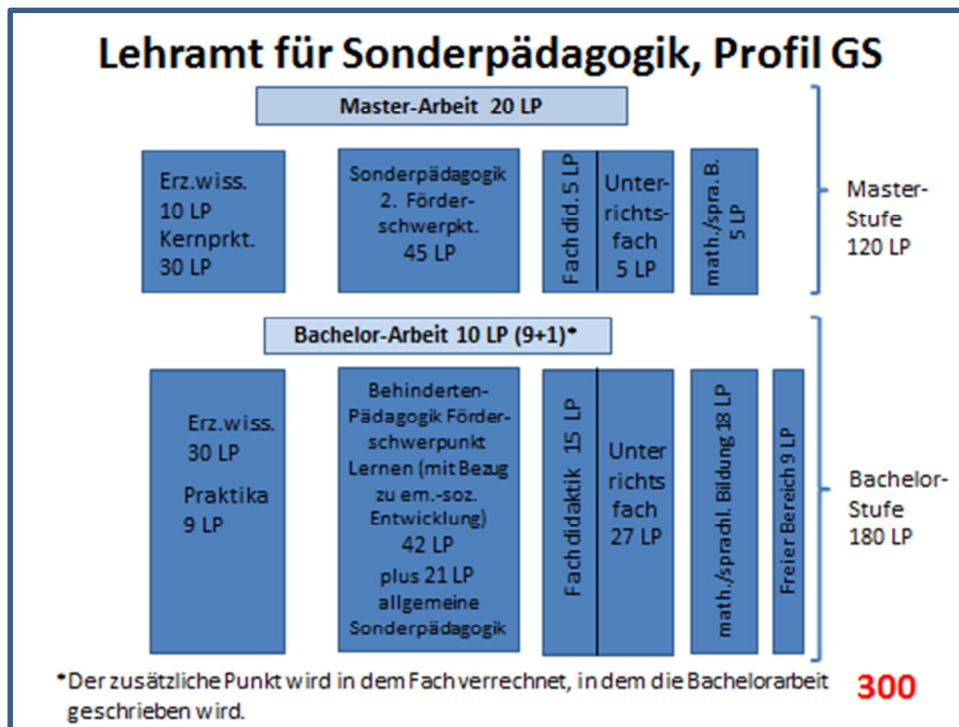 Lehramt für Sonderpädagogik, Profil GS
Master-Arbeit 20 LP
Erz.wiss.
10 LP
Kernprkt.
30 LP
Sonderpädagogik
2. Förder-
schwerpkt.
45 LP
Fachdid. 5 LP
Unter-
richts-
fach
5 LP
math./spra. B.
5 LP
Master-
Stufe
120 LP
Bachelor-Arbeit 10 LP (9+1)*
Erz.wiss.
30 LP
Praktika
9 LP
Behinderten-
Pädagogik Förder-
schwerpunkt
Lernen (mit Bezug
zu em.-soz.
Entwicklung)
42 LP
plus 21 LP
allgemeine
Sonderpädagogik
Fachdidaktik 15 LP
Unter
richts
fach
27 LP
math./sprachl. Bildung 18 LP
Freier Bereich 9 LP
Bachelor-
Stufe
180 LP
*Der zusätzliche Punkt wird in dem Fach verrechnet, in dem die Bachelorarbeit
geschrieben wird.
300